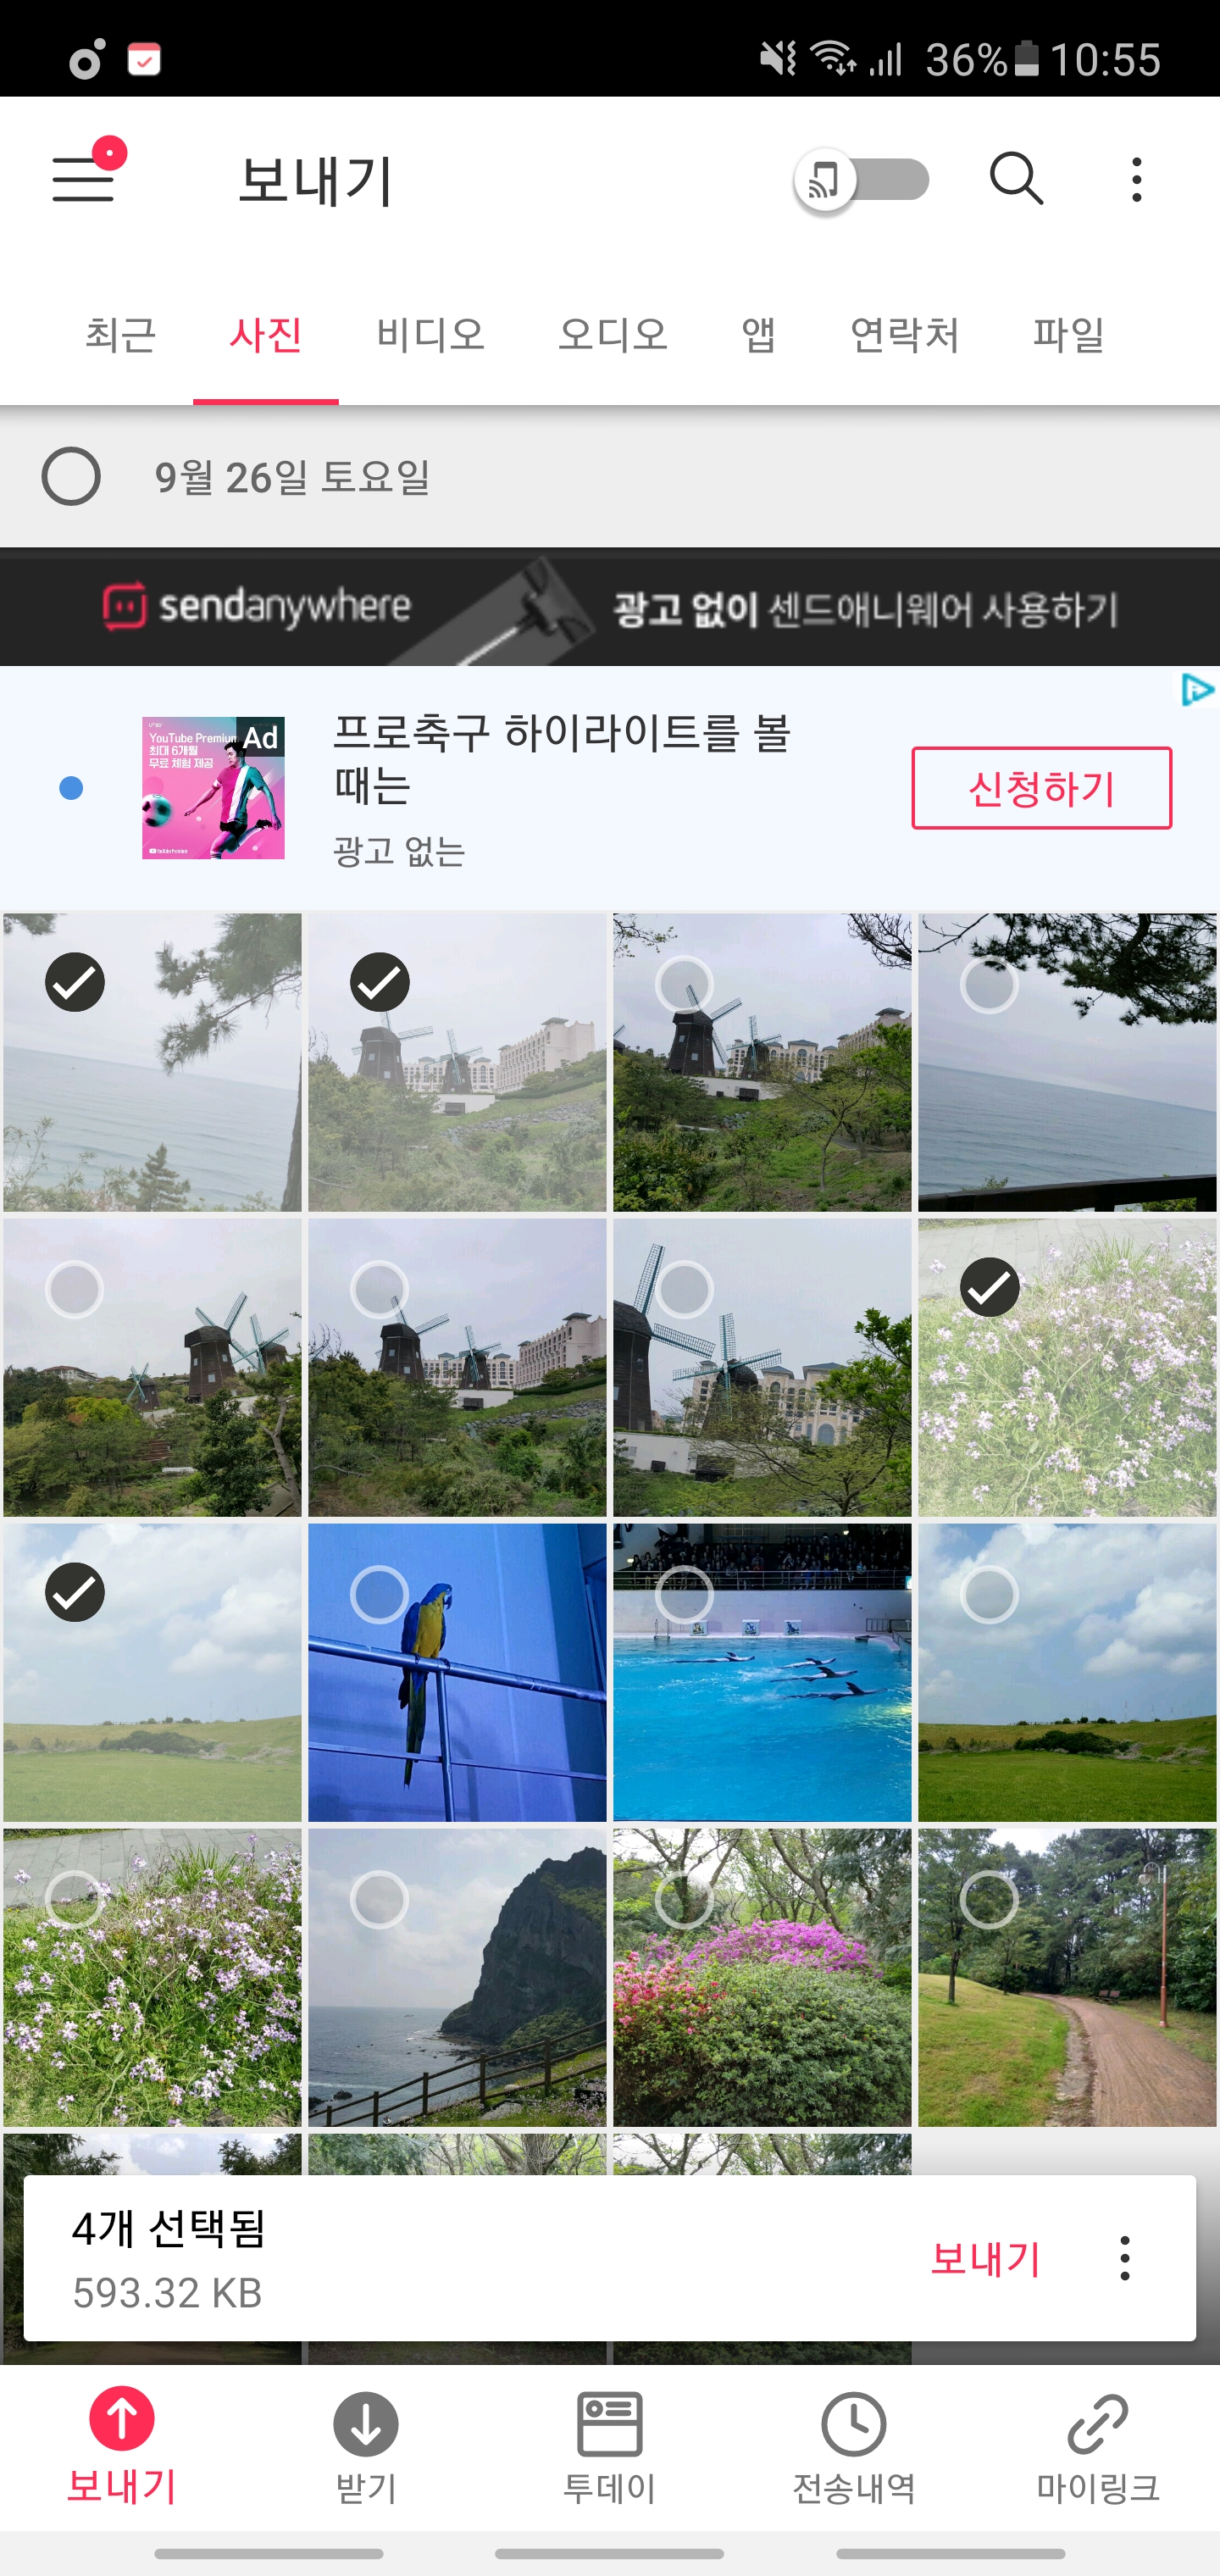 36% 10:55
보내기
최근 사진 비디오 오디오 앱 연락처 파일
9월 26일 토요일
sendanywhere 광고 없이 센드애니웨어 사용하기
YouTube Premium Ad
최대 6개월
무료 체험 제공
프로축구 하이라이트를 볼
때는
광고 없는
신청하기
4개 선택됨
593.32 KB
보내기
보내기 받기 투데이 전송내역 마이링크